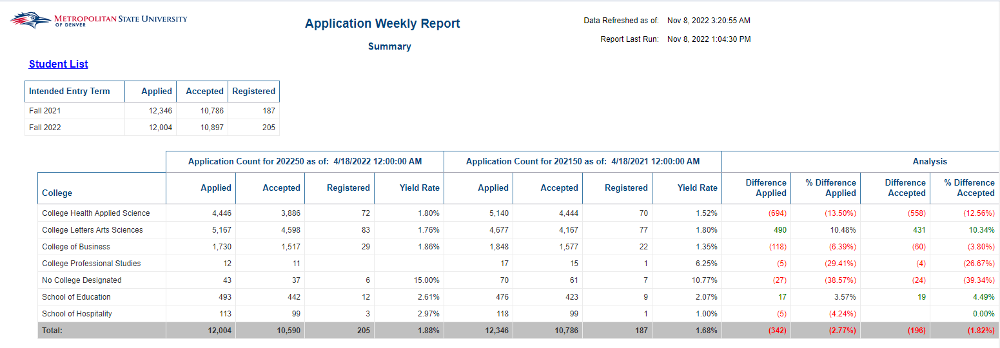 METROPOLITAN STATE UNIVERSITY
OF DENVER
Application Weekly Report
Summary
Data Refreshed as of: Nov 8, 2022 3:20:55 AM
Report Last Run: Nov 8, 2022 1:04:30 PM
Student List
Intended Entry Term Applied Accepted Registered
Fall 2021 12,346 10,786 187
Fall 2022 12,004 10,897 205
Application Count for 202250 as of: 4/18/2022 12:00:00 AM Application Count for 202150 as of: 4/18/2021 12:00:00 AM Analysis
College Applied Accepted Registered Yield Rate Applied Accepted Registered Yield Rate Difference Applied % Difference Applied Difference Accepted % Difference Accepted
College Health Applied Science 4,446 3,886 72 1.80% 5,140 4,444 70 1.52% (694) (13.50%) (558) (12.56%)
College Letters Arts Sciences 5,167 4,598 83 1.76% 4,677 4,167 77 1.80% 490 10.48% 431 10.34%
College of Business 1,730 1,517 29 1.86% 1,848 1,577 22 1.35% (118) (6.39%) (60) (3.80%)
College Professional Studies 12 11 17 15 1 6.25% (5) (29.41%) (4) (26.67%)
No College Designated 43 37 6 15.00% 70 61 7 10.77% (27) (38.57%) (24) (39.34%)
School of Education 493 442 12 2.61% 476 423 9 2.07% 17 3.57% 19 4.49%
School of Hospitality 113 99 3 2.97% 118 99 1 1.00% (5) (4.24%) 0.00%
Total: 12,004 10,590 205 1.88% 12,346 10,786 187 1.68% (342) (2.77%) (196) (1.82%)